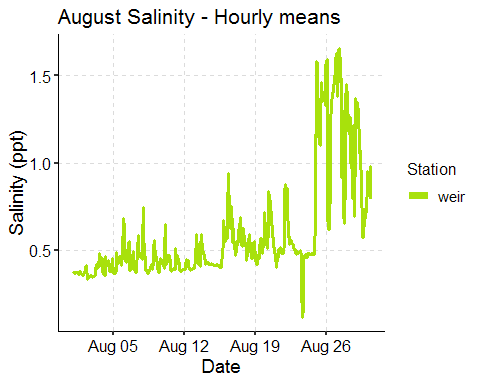 August Salinity - Hourly means
Salinity (ppt)
1.5
1.0
0.5
Aug 05 Aug 12 Aug 19 Aug 26
Date
Station
weir